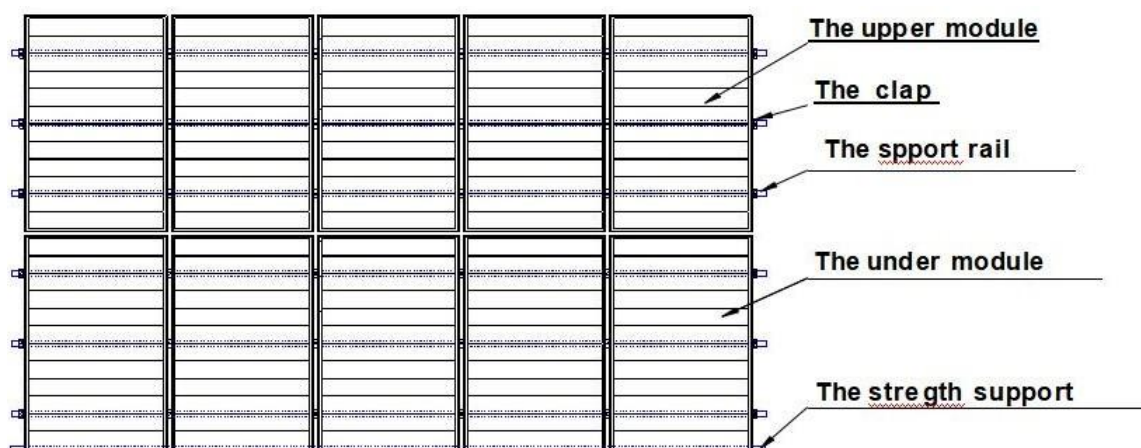 The upper module
The clap
The spport rail
The under module
The stregth support